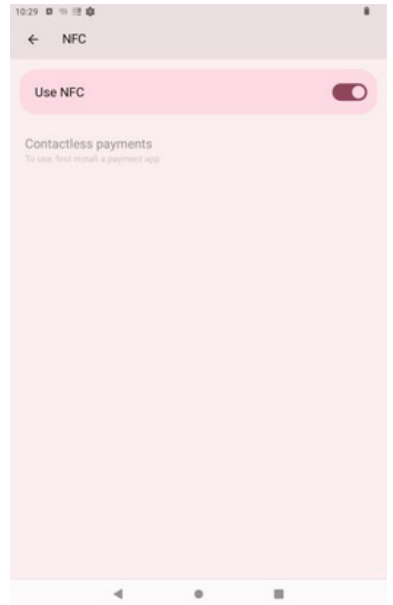 10:29
NFC
Use NFC
Contactless payments
To use, first install a payment app